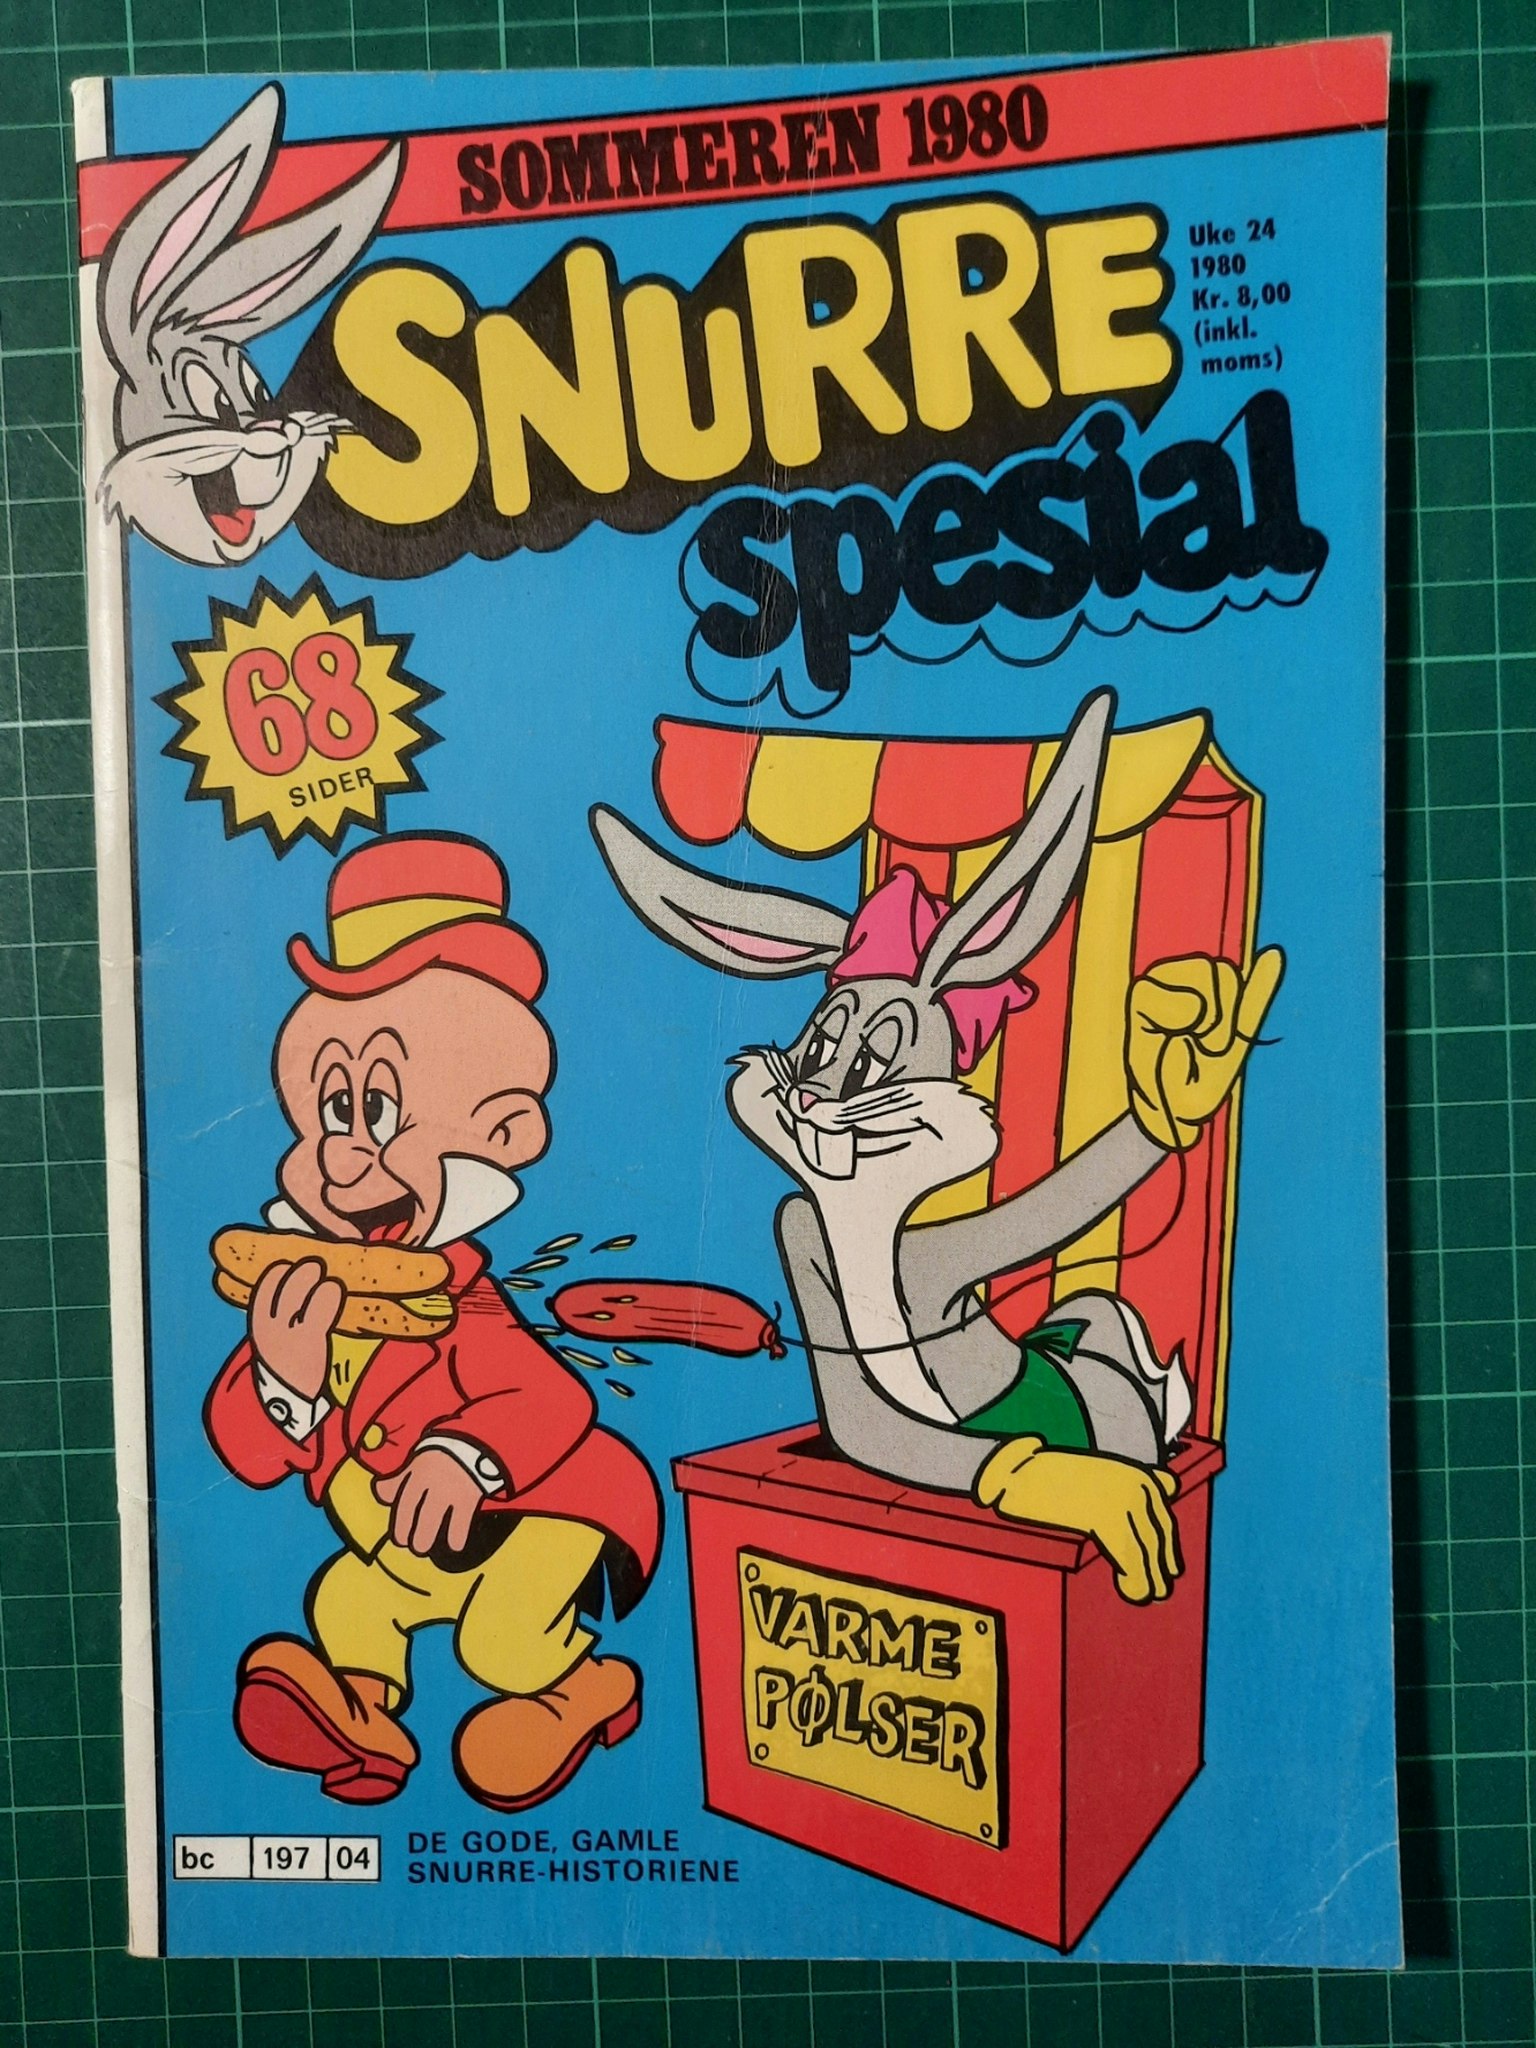 SOMMEREN 1980
SNURRE
spesial
Uke 24
1980
Kr. 8,00
(inkl.
moms)
68
SIDER
VARME
PØLSER
bc 197 04
DE GODE, GAMLE
SNURRE-HISTORIENE